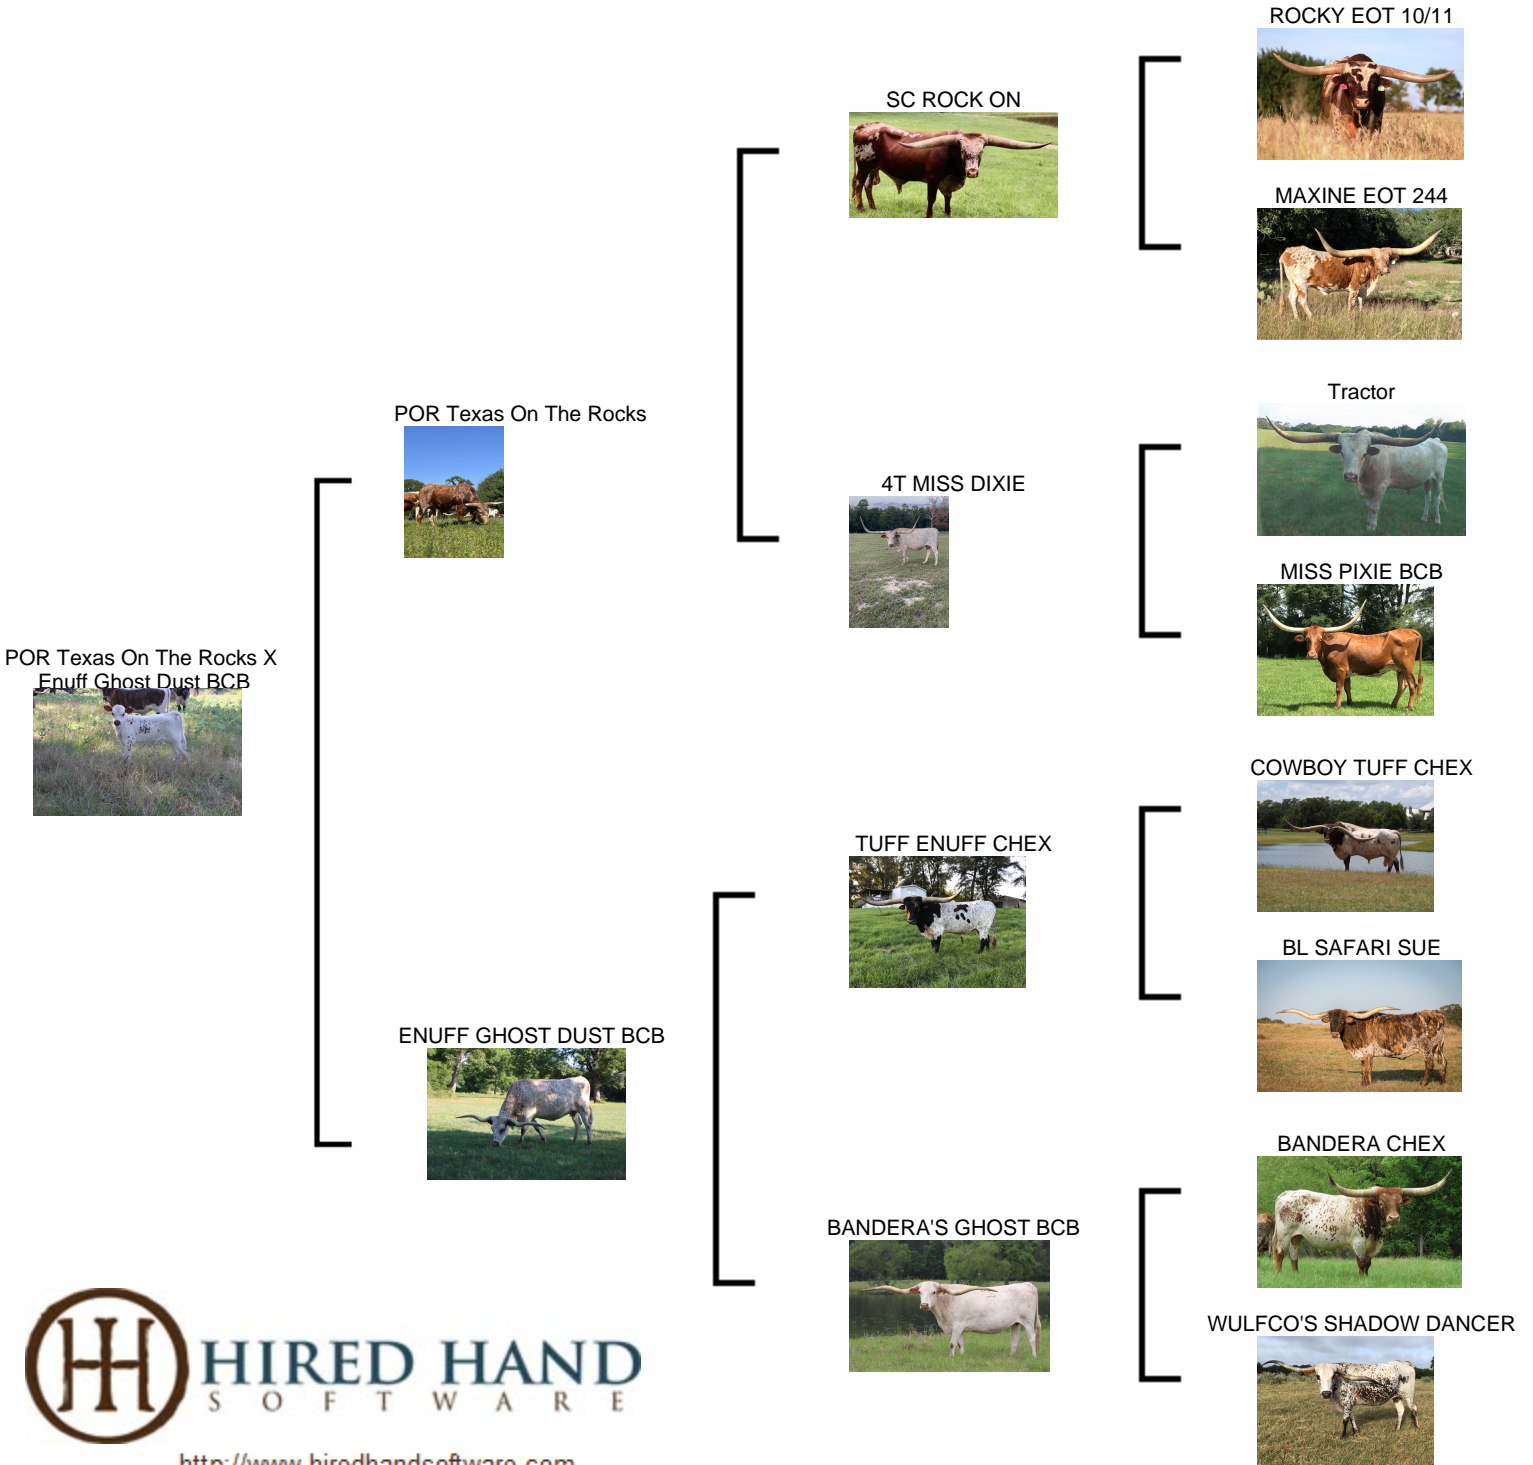 ROCKY EOT 10/11
SC ROCK ON
MAXINE EOT 244
Tractor
POR Texas On The Rocks
4T MISS DIXIE
MISS PIXIE BCB
POR Texas On The Rocks X
Enuff Ghost Dust BCB
COWBOY TUFF CHEX
TUFF ENUFF CHEX
BL SAFARI SUE
ENUFF GHOST DUST BCB
BANDERA CHEX
BANDERA'S GHOST BCB
WULFCO'S SHADOW DANCER
HIRED HAND
SOFTWARE
http://www.hiredhandsoftware.com